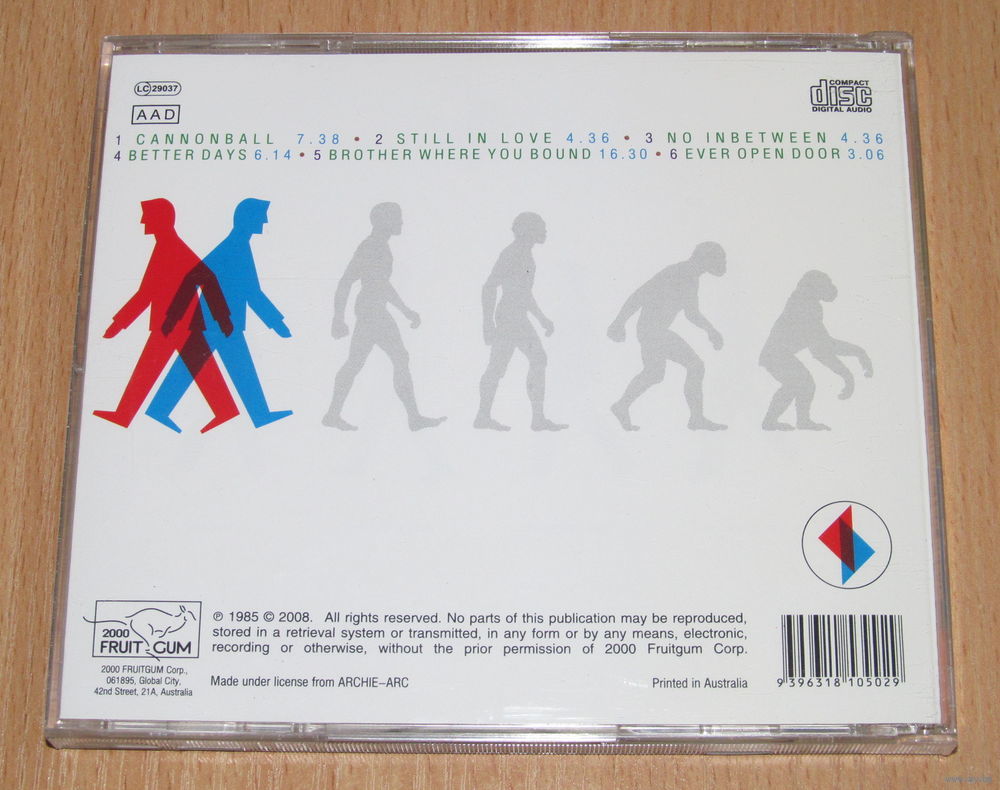 LC 29037
COMPACT
disc
DIGITAL AUDIO
AAD
1 CANNONBALL 7.38 • 2 STILL IN LOVE 4.36 • 3 NO INBETWEEN 4.36
4 BETTER DAYS 6.14 • 5 BROTHER WHERE YOU BOUND 16.30 • 6 EVER OPEN DOOR 3.06
2000
FRUIT GUM
2000 FRUITGUM Corp.,
061895, Global City,
42nd Street, 21A, Australia
℗ 1985 © 2008. All rights reserved. No parts of this publication may be reproduced,
stored in a retrieval system or transmitted, in any form or by any means, electronic,
recording or otherwise, without the prior permission of 2000 Fruitgum Corp.
Made under license from ARCHIE–ARC
Printed in Australia
9 396318 105029